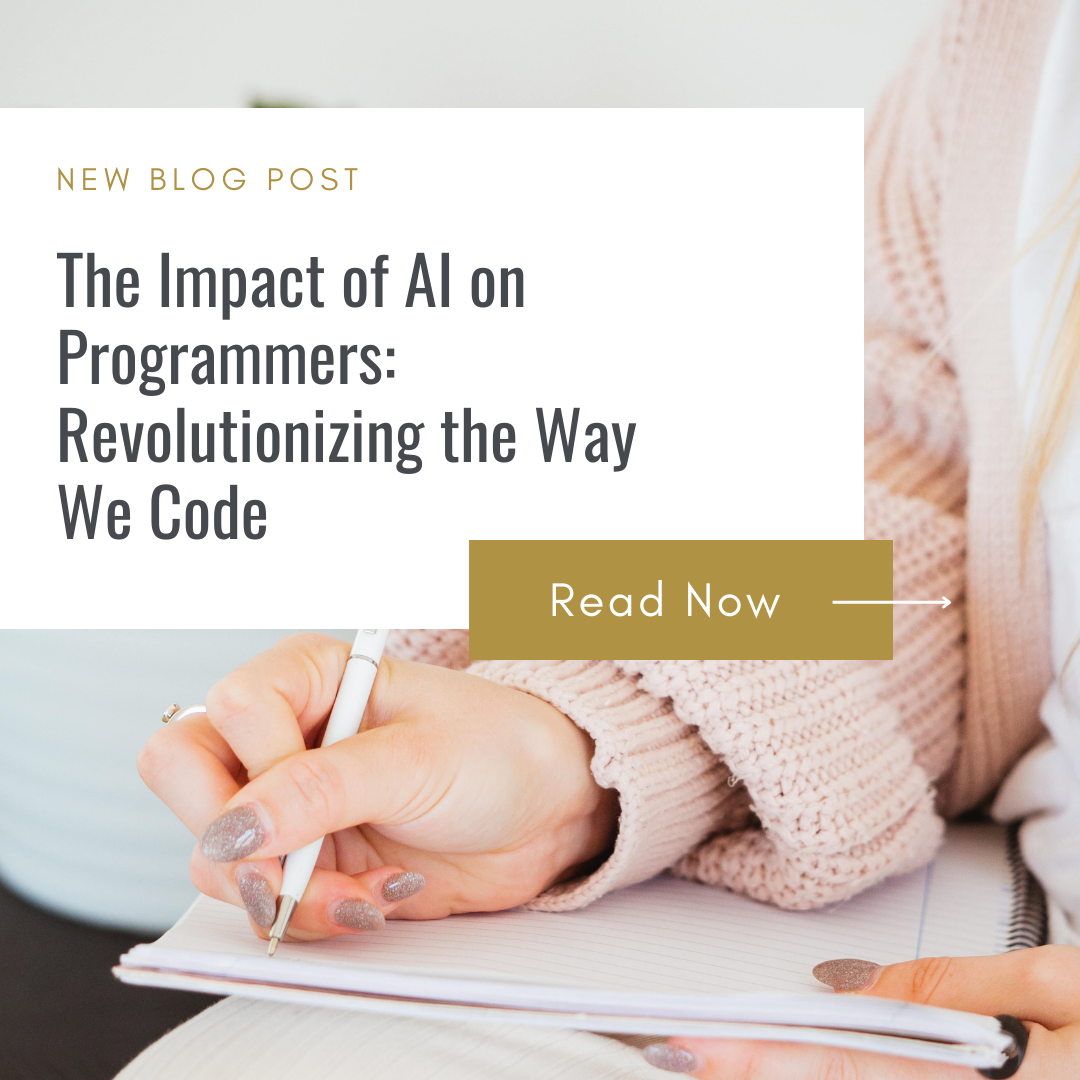 NEW BLOG POST
The Impact of AI on
Programmers:
Revolutionizing the Way
We Code
Read Now